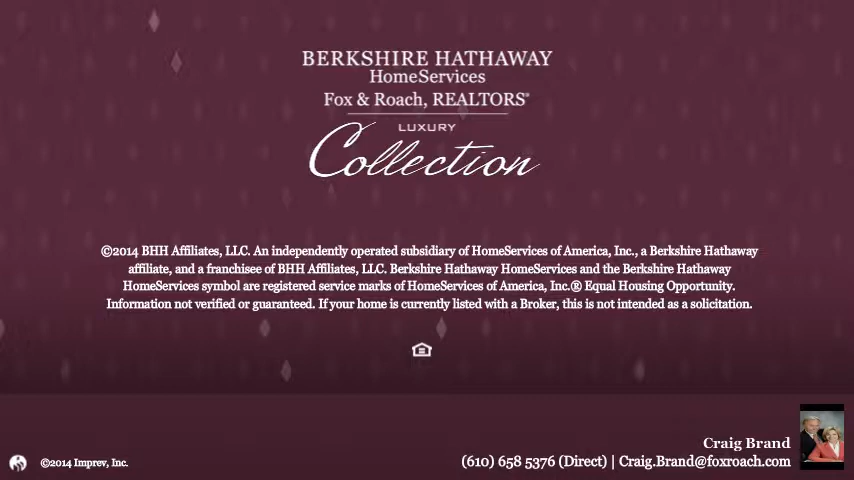 BERKSHIRE HATHAWAY
HomeServices
Fox & Roach, REALTORS®
LUXURY
Collection
©2014 BHH Affiliates, LLC. An independently operated subsidiary of HomeServices of America, Inc., a Berkshire Hathaway
affiliate, and a franchisee of BHH Affiliates, LLC. Berkshire Hathaway HomeServices and the Berkshire Hathaway
HomeServices symbol are registered service marks of HomeServices of America, Inc.® Equal Housing Opportunity.
Information not verified or guaranteed. If your home is currently listed with a Broker, this is not intended as a solicitation.
Craig Brand
(610) 658 5376 (Direct) | Craig.Brand@foxroach.com
©2014 Imprev, Inc.